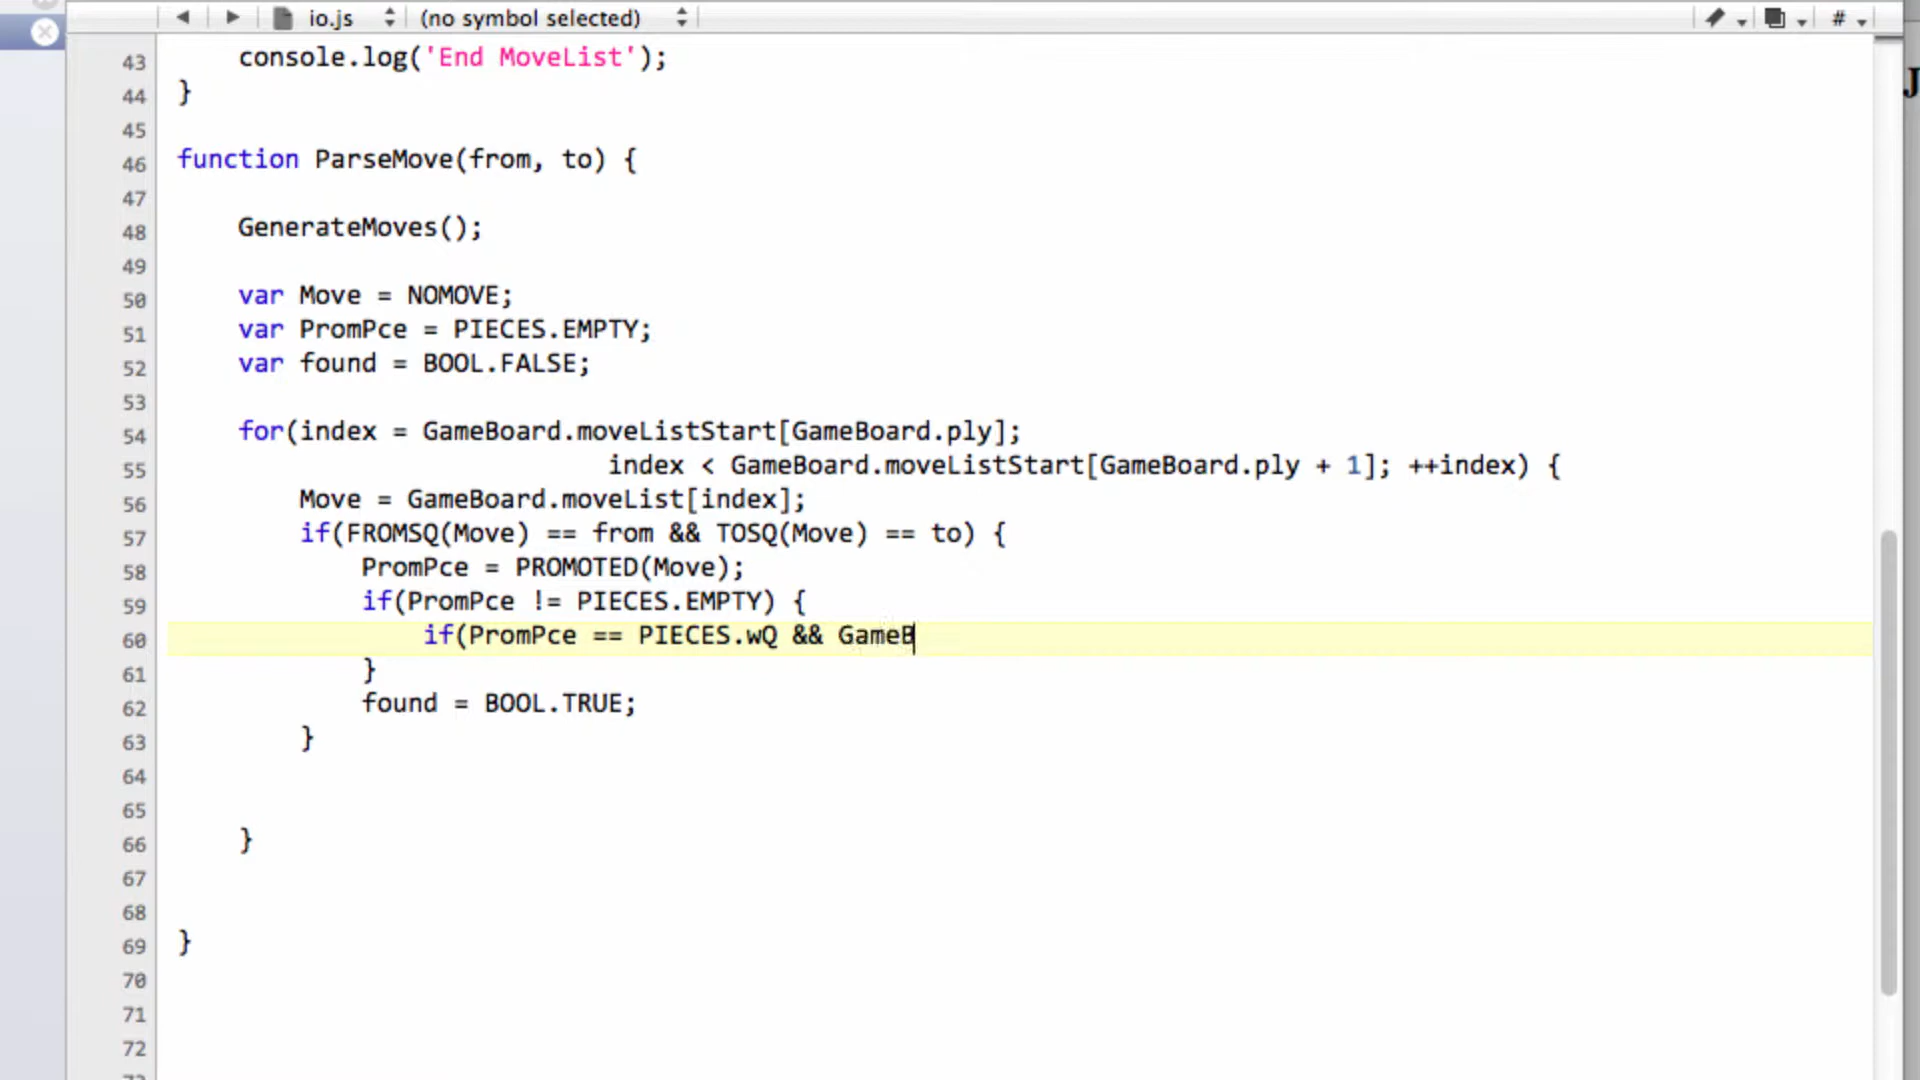 io.js (no symbol selected) #
43 console.log('End MoveList');
44 }
45
46 function ParseMove(from, to) {
47
48 GenerateMoves();
49
50 var Move = NOMOVE;
51 var PromPce = PIECES.EMPTY;
52 var found = BOOL.FALSE;
53
54 for(index = GameBoard.moveListStart[GameBoard.ply];
55 index < GameBoard.moveListStart[GameBoard.ply + 1]; ++index) {
56 Move = GameBoard.moveList[index];
57 if(FROMSQ(Move) == from && TOSQ(Move) == to) {
58 PromPce = PROMOTED(Move);
59 if(PromPce != PIECES.EMPTY) {
60 if(PromPce == PIECES.wQ && GameB
61 }
62 found = BOOL.TRUE;
63 }
64
65
66 }
67
68
69 }
70
71
72